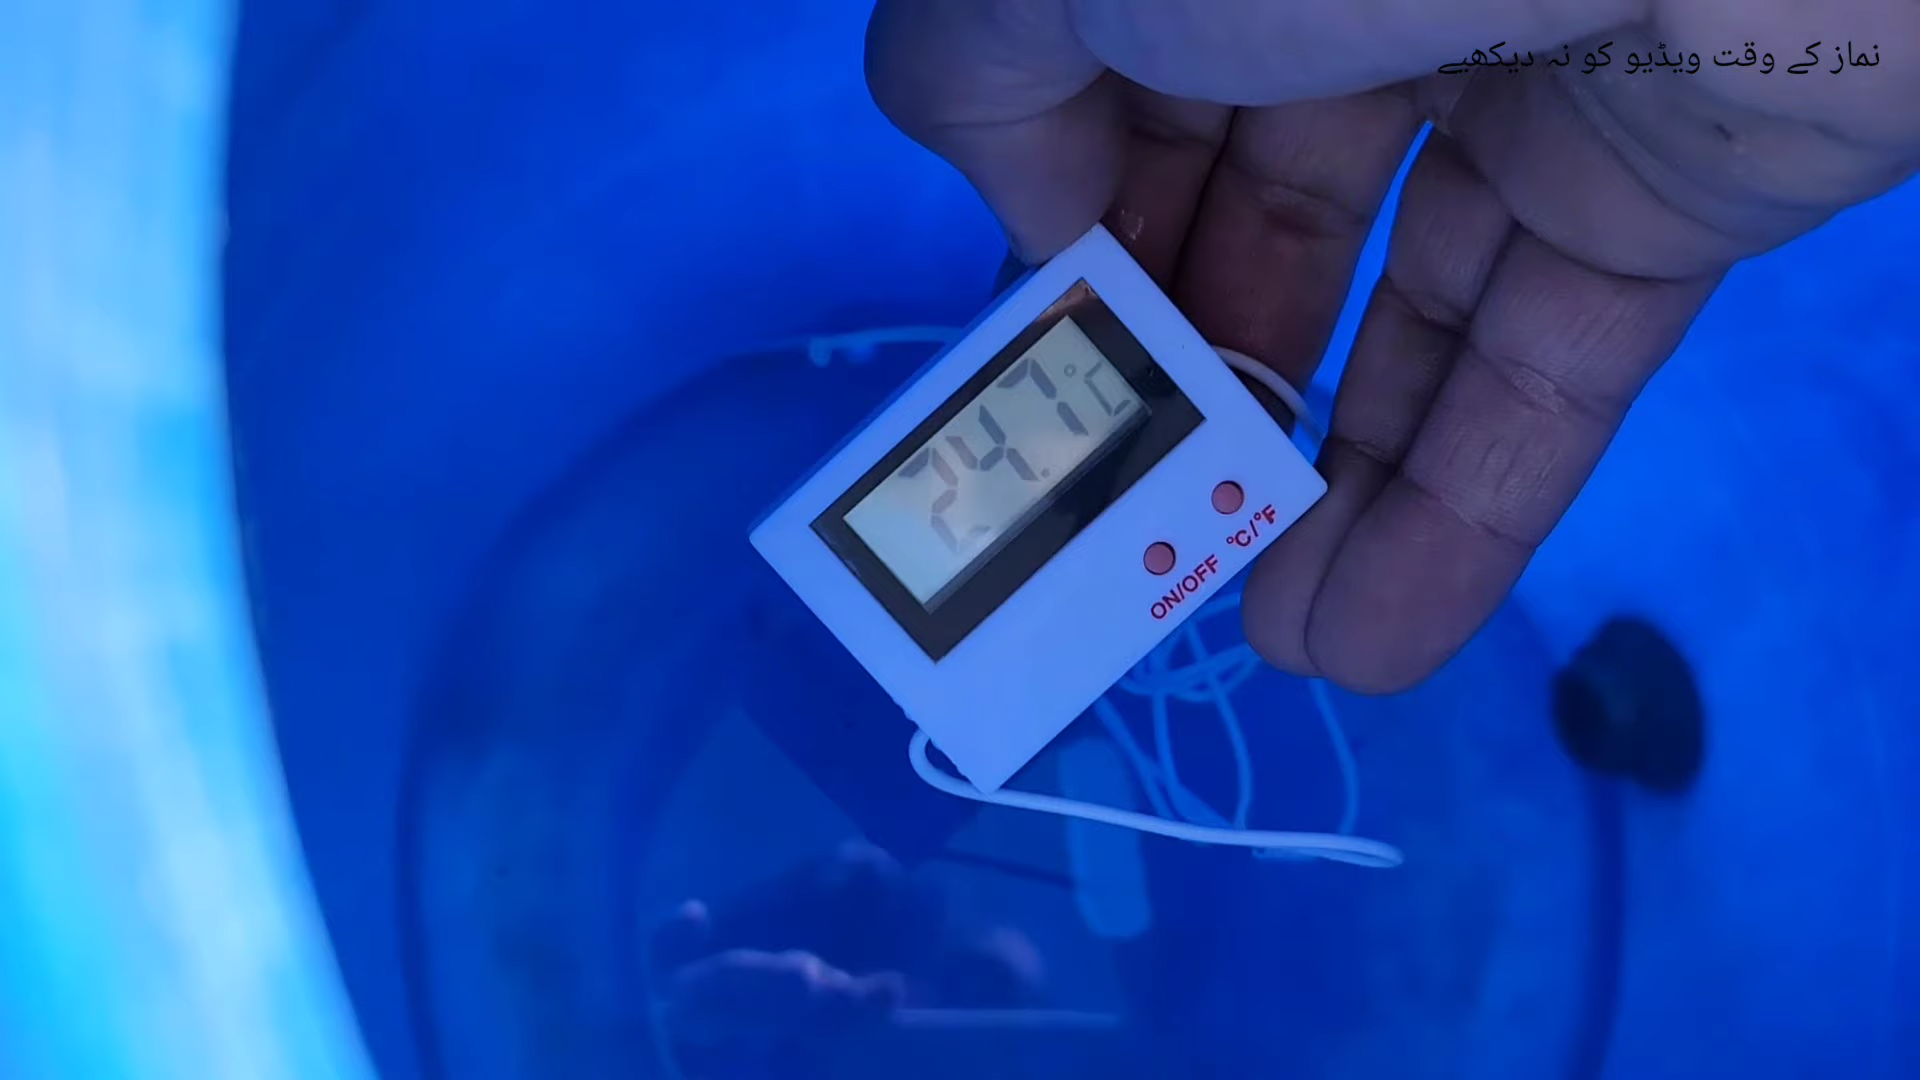 نماز کے وقت ویڈیو کو نہ دیکھیے
24.7°C
ON/OFF °C/°F